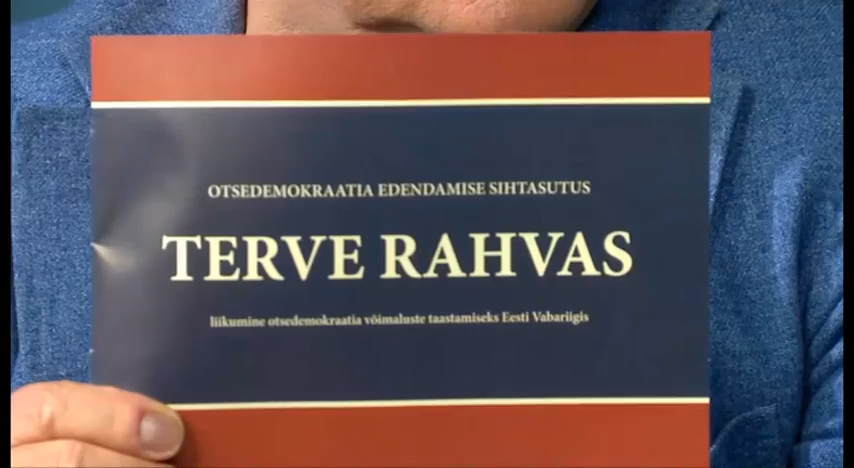 OTSEDEMOKRAATIA EDENDAMISE SIHTASUTUS
TERVE RAHVAS
liikumine otsedemokraatia võimaluste taastamiseks Eesti Vabariigis